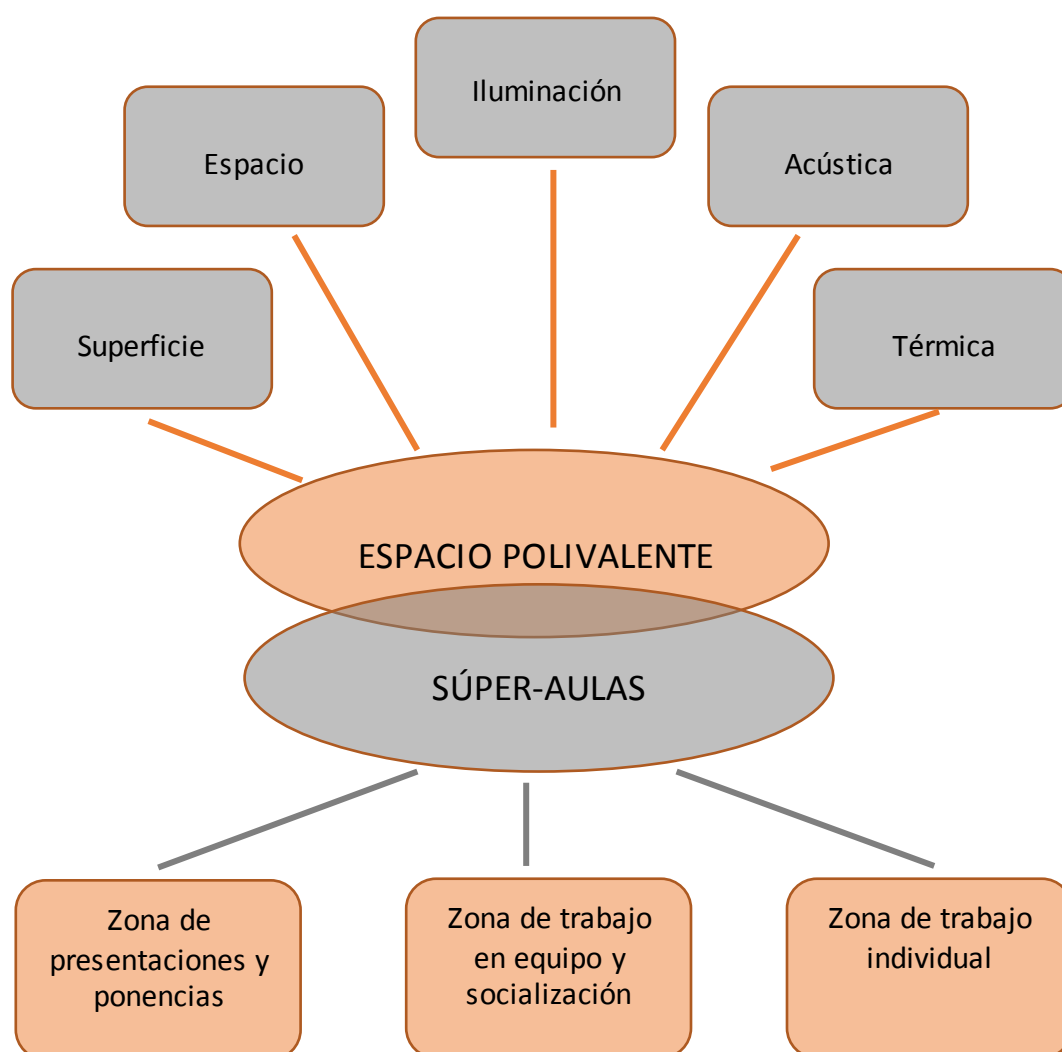 Iluminación
Espacio
Acústica
Superficie
Térmica
ESPACIO POLIVALENTE
SÚPER-AULAS
Zona de
presentaciones y
ponencias
Zona de trabajo
en equipo y
socialización
Zona de trabajo
individual